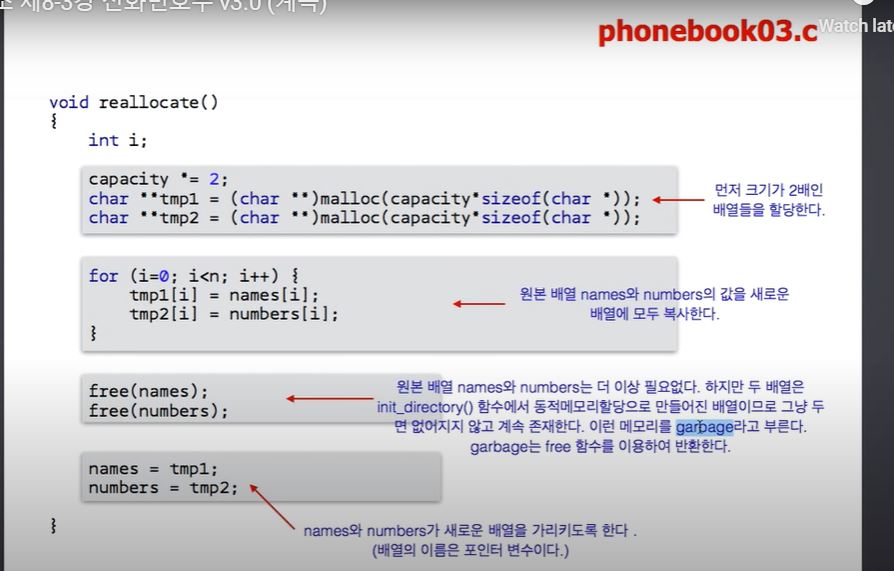 제8-3강 전화번호부 v3.0 (계속)
Watch late
phonebook03.c
void reallocate()
{
int i;
capacity *= 2;
char **tmp1 = (char **)malloc(capacity*sizeof(char *));
char **tmp2 = (char **)malloc(capacity*sizeof(char *));
먼저 크기가 2배인
배열들을 할당한다.
for (i=0; i<n; i++) {
tmp1[i] = names[i];
tmp2[i] = numbers[i];
}
원본 배열 names와 numbers의 값을 새로운
배열에 모두 복사한다.
free(names);
free(numbers);
원본 배열 names와 numbers는 더 이상 필요없다. 하지만 두 배열은
init_directory() 함수에서 동적메모리할당으로 만들어진 배열이므로 그냥 두
면 없어지지 않고 계속 존재한다. 이런 메모리를 garbage라고 부른다.
garbage는 free 함수를 이용하여 반환한다.
names = tmp1;
numbers = tmp2;
names와 numbers가 새로운 배열을 가리키도록 한다 .
(배열의 이름은 포인터 변수이다.)
}